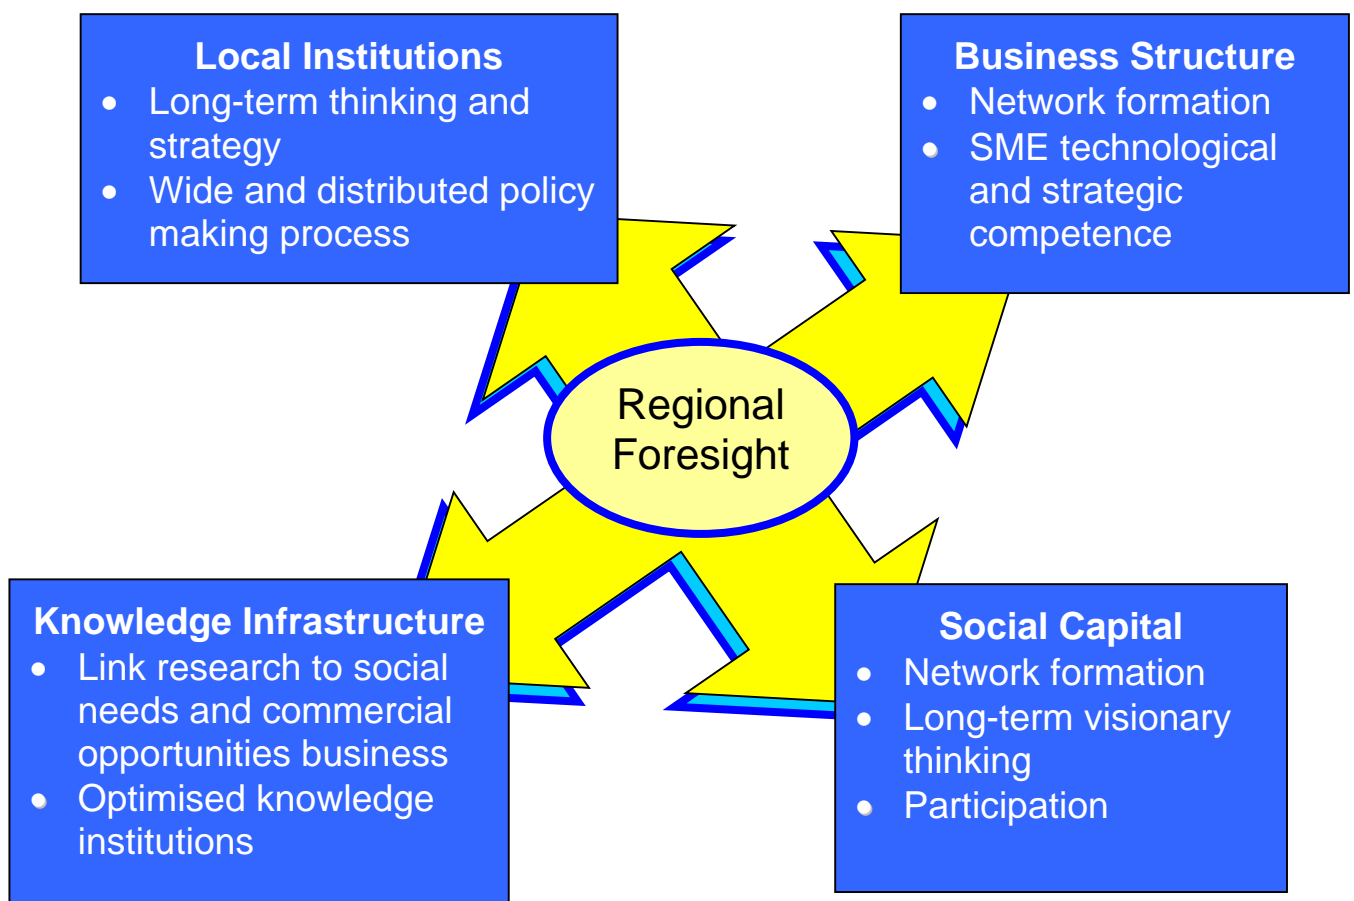 Local Institutions
• Long-term thinking and
strategy
• Wide and distributed policy
making process
Business Structure
• Network formation
• SME technological
and strategic
competence
Regional
Foresight
Knowledge Infrastructure
• Link research to social
needs and commercial
opportunities business
• Optimised knowledge
institutions
Social Capital
• Network formation
• Long-term visionary
thinking
• Participation